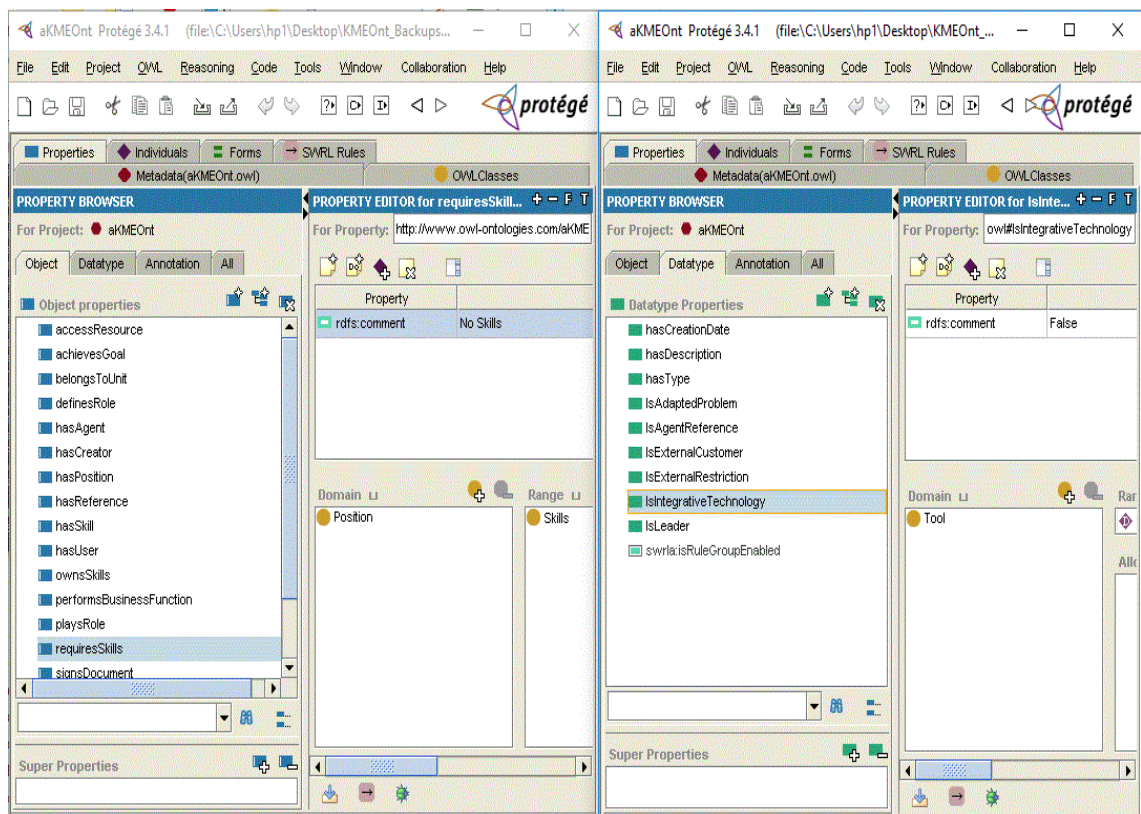 aKMEOnt Protégé 3.4.1 (file:\C:\Users\hp1\Desktop\KMEOnt_Backups...
File Edit Project OWL Reasoning Code Tools Window Collaboration Help
protégé
Properties Individuals Forms SWRL Rules
Metadata(aKMEOnt.owl) OWLClasses
PROPERTY BROWSER
For Project: aKMEOnt
Object Datatype Annotation All
Object properties
accessResource
achievesGoal
belongsToUnit
definesRole
hasAgent
hasCreator
hasPosition
hasReference
hasSkill
hasUser
ownsSkills
performsBusinessFunction
playsRole
requiresSkills
signsDocument
Super Properties
PROPERTY EDITOR for requiresSkill... F T
For Property: http://www.owl-ontologies.com/aKME
Property
rdfs:comment No Skills
Domain Range
Position Skills
aKMEOnt Protégé 3.4.1 (file:\C:\Users\hp1\Desktop\KMEOnt_...
File Edit Project OWL Reasoning Code Tools Window Collaboration Help
protégé
Properties Individuals Forms SWRL Rules
Metadata(aKMEOnt.owl) OWLClasses
PROPERTY BROWSER
For Project: aKMEOnt
Object Datatype Annotation All
Datatype Properties
hasCreationDate
hasDescription
hasType
IsAdaptedProblem
IsAgentReference
IsExternalCustomer
IsExternalRestriction
IsIntegrativeTechnology
IsLeader
swrla:isRuleGroupEnabled
Super Properties
PROPERTY EDITOR for IsInte... F T
For Property: owl#IsIntegrativeTechnology
Property
rdfs:comment False
Domain Rar
Tool
Allo